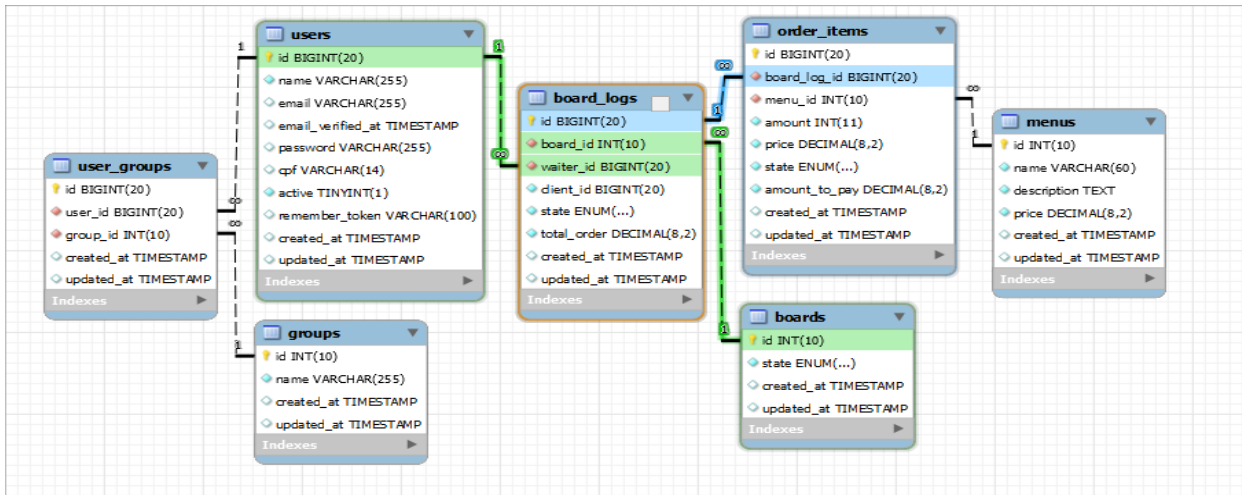 user_groups
id BIGINT(20)
user_id BIGINT(20)
group_id INT(10)
created_at TIMESTAMP
updated_at TIMESTAMP
Indexes
1
∞
∞
1
users
id BIGINT(20)
name VARCHAR(255)
email VARCHAR(255)
email_verified_at TIMESTAMP
password VARCHAR(255)
cpf VARCHAR(14)
active TINYINT(1)
remember_token VARCHAR(100)
created_at TIMESTAMP
updated_at TIMESTAMP
Indexes
groups
id INT(10)
name VARCHAR(255)
created_at TIMESTAMP
updated_at TIMESTAMP
Indexes
1
∞
board_logs
id BIGINT(20)
board_id INT(10)
waiter_id BIGINT(20)
client_id BIGINT(20)
state ENUM(...)
total_order DECIMAL(8,2)
created_at TIMESTAMP
updated_at TIMESTAMP
Indexes
∞
1
∞
1
order_items
id BIGINT(20)
board_log_id BIGINT(20)
menu_id INT(10)
amount INT(11)
price DECIMAL(8,2)
state ENUM(...)
amount_to_pay DECIMAL(8,2)
created_at TIMESTAMP
updated_at TIMESTAMP
Indexes
boards
id INT(10)
state ENUM(...)
created_at TIMESTAMP
updated_at TIMESTAMP
Indexes
∞
1
menus
id INT(10)
name VARCHAR(60)
description TEXT
price DECIMAL(8,2)
created_at TIMESTAMP
updated_at TIMESTAMP
Indexes